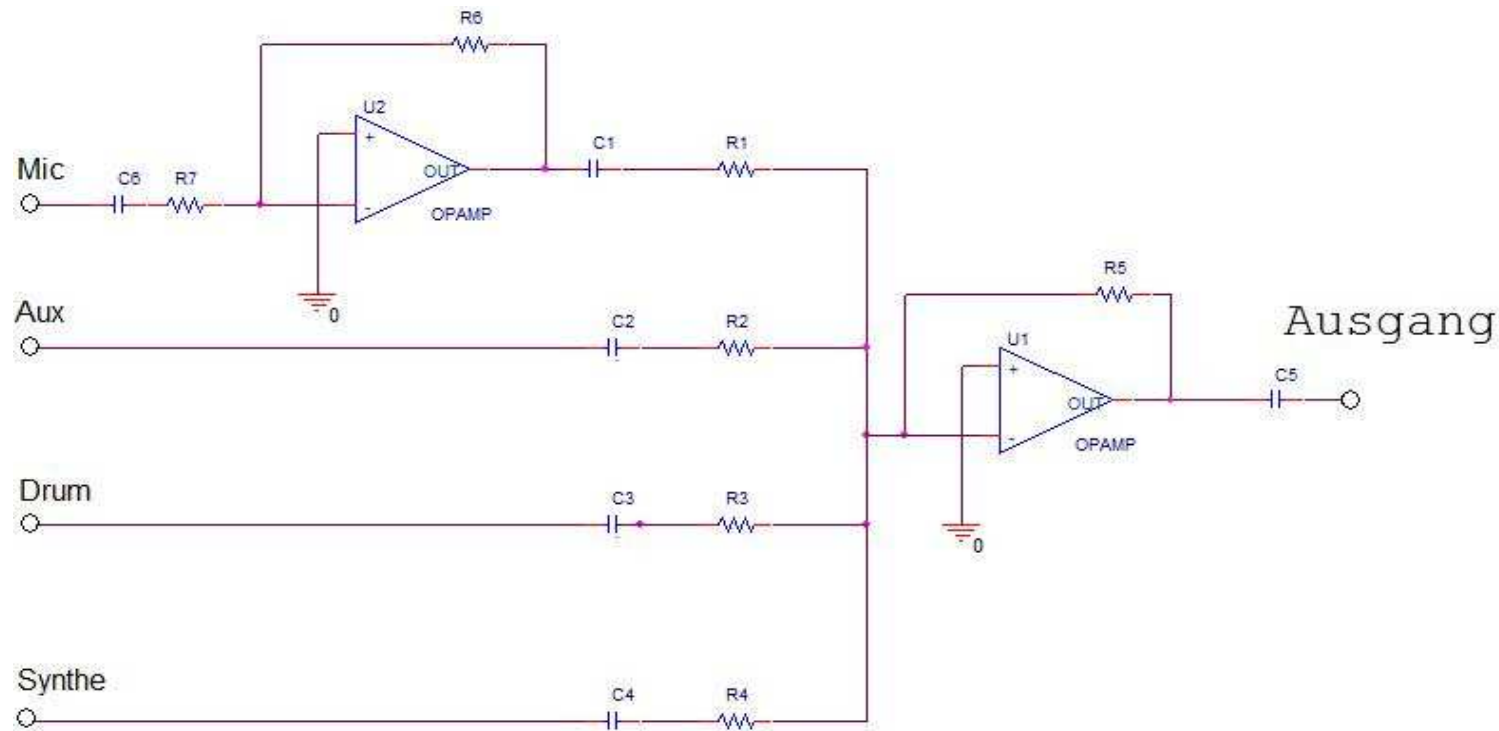 R6
U2
+
OUT
-
OPAMP
C1
R1
Mic
C6
R7
0
Aux
C2
R2
R5
Ausgang
U1
+
OUT
-
OPAMP
C5
0
Drum
C3
R3
Synthe
C4
R4